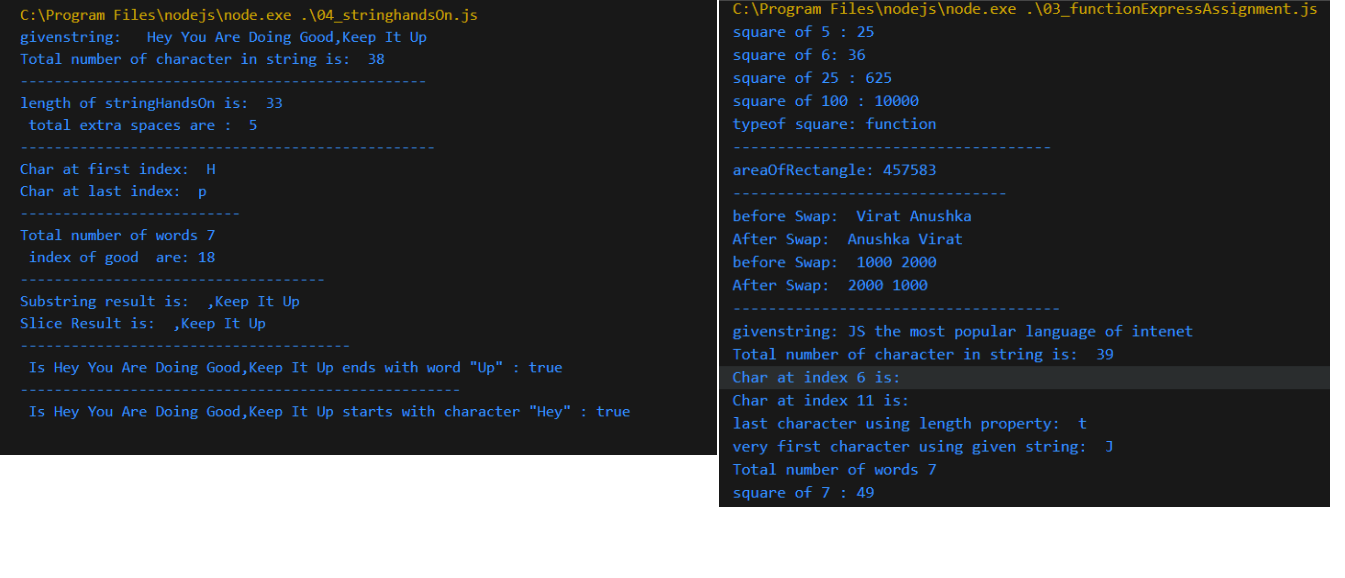 C:\Program Files\nodejs\node.exe .\04_stringhandsOn.js
givenstring:   Hey You Are Doing Good,Keep It Up
Total number of character in string is:  38
------------------------------------------------
length of stringHandsOn is:  33
 total extra spaces are :  5
-------------------------------------------------
Char at first index:  H
Char at last index:  p
--------------------------
Total number of words 7
 index of good  are: 18
------------------------------------
Substring result is:  ,Keep It Up
Slice Result is:  ,Keep It Up
---------------------------------------
 Is Hey You Are Doing Good,Keep It Up ends with word "Up" : true
----------------------------------------------------
 Is Hey You Are Doing Good,Keep It Up starts with character "Hey" : true
C:\Program Files\nodejs\node.exe .\03_functionExpressAssignment.js
square of 5 : 25
square of 6: 36
square of 25 : 625
square of 100 : 10000
typeof square: function
------------------------------------
areaOfRectangle: 457583
-------------------------------
before Swap:  Virat Anushka
After Swap:  Anushka Virat
before Swap:  1000 2000
After Swap:  2000 1000
-------------------------------------
givenstring: JS the most popular language of intenet
Total number of character in string is:  39
Char at index 6 is:
Char at index 11 is:
last character using length property:  t
very first character using given string:  J
Total number of words 7
square of 7 : 49